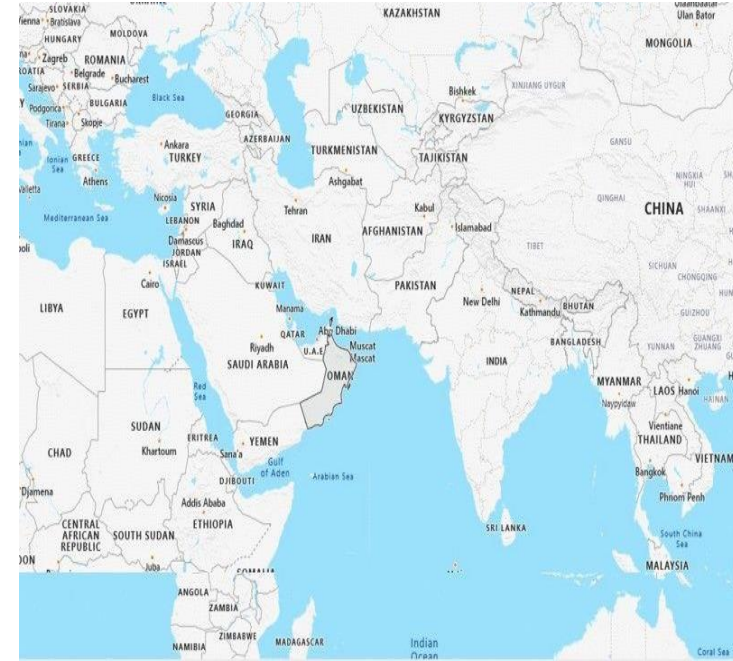 SLOVAKIA
Bratislava
HUNGARY
MOLDOVA
Zagreb
ROMANIA
Belgrade
Bucharest
Sarajevo
SERBIA
Podgorica
BULGARIA
Tirana
Skopje
Black Sea
GEORGIA
AZERBAIJAN
Ionian
Sea
GREECE
Athens
Ankara
TURKEY
Valletta
Mediterranean Sea
Nicosia
SYRIA
LEBANON
Damascus
JORDAN
ISRAEL
Baghdad
IRAQ
KAZAKHSTAN
UZBEKISTAN
Bishkek
KYRGYZSTAN
TURKMENISTAN
TAJIKISTAN
Ashgabat
Tehran
IRAN
Kabul
AFGHANISTAN
Islamabad
PAKISTAN
Ulan Bator
MONGOLIA
XINJIANG UYGUR
GANSU
NINGXIA
HUI
QINGHAI
CHINA
SHAANXI
TIBET
SICHUAN
CHONGQING
GUIZHOU
YUNNAN
GUANGXI
ZHUANG
HAINAN
LIBYA
Cairo
EGYPT
KUWAIT
Manama
QATAR
Abu Dhabi
U.A.E
Riyadh
SAUDI ARABIA
Muscat
Mascat
OMAN
Red
Sea
YEMEN
Sana'a
Gulf
of Aden
Arabian Sea
New Delhi
NEPAL
Kathmandu
BHUTAN
BANGLADESH
INDIA
MYANMAR
Naypyidaw
LAOS
Hanoi
Vientiane
THAILAND
VIETNAM
Bangkok
Phnom Penh
SRI LANKA
South China
Sea
MALAYSIA
SUDAN
Khartoum
ERITREA
CHAD
N'Djamena
DJIBOUTI
Addis Ababa
ETHIOPIA
CENTRAL
AFRICAN
REPUBLIC
SOUTH SUDAN
Juba
SOMALIA
ANGOLA
ZAMBIA
ZIMBABWE
NAMIBIA
MADAGASCAR
Indian
Ocean
Coral Sea